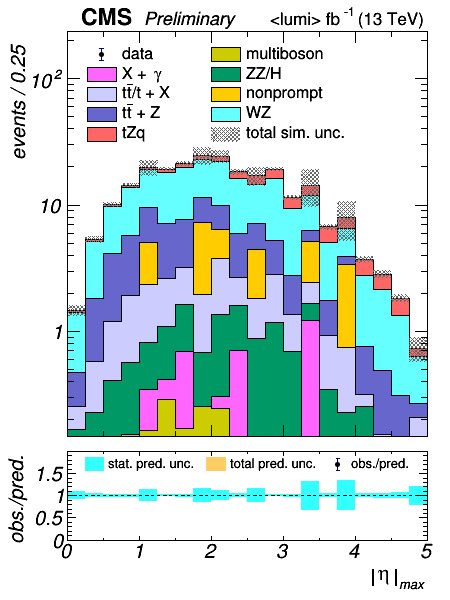 CMS Preliminary <lumi> fb⁻¹ (13 TeV)
events / 0.25
10²
10
1
data
X + γ
tt̄/t + X
tt̄ + Z
tZq
multiboson
ZZ/H
nonprompt
WZ
total sim. unc.
obs./pred.
1.5
1
0.5
0
stat. pred. unc. total pred. unc. obs./pred.
0 1 2 3 4 5
|η|max